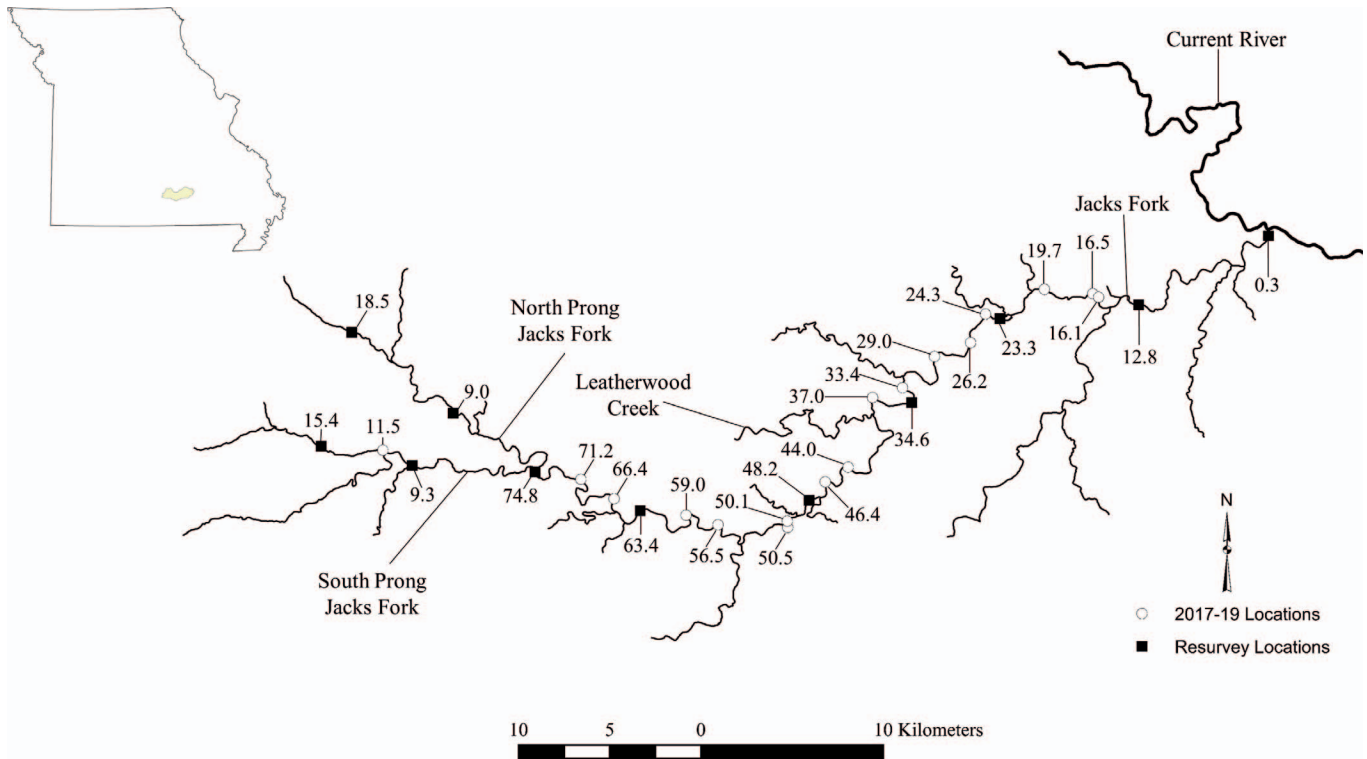 Current River
Jacks Fork
19.7
16.5
0.3
24.3
18.5
North Prong
Jacks Fork
29.0
16.1
23.3
12.8
26.2
33.4
Leatherwood
Creek
37.0
9.0
34.6
15.4
11.5
44.0
71.2
48.2
66.4
59.0
9.3
74.8
50.1
46.4
N
63.4
56.5
50.5
South Prong
Jacks Fork
2017-19 Locations
Resurvey Locations
10 5 0 10 Kilometers